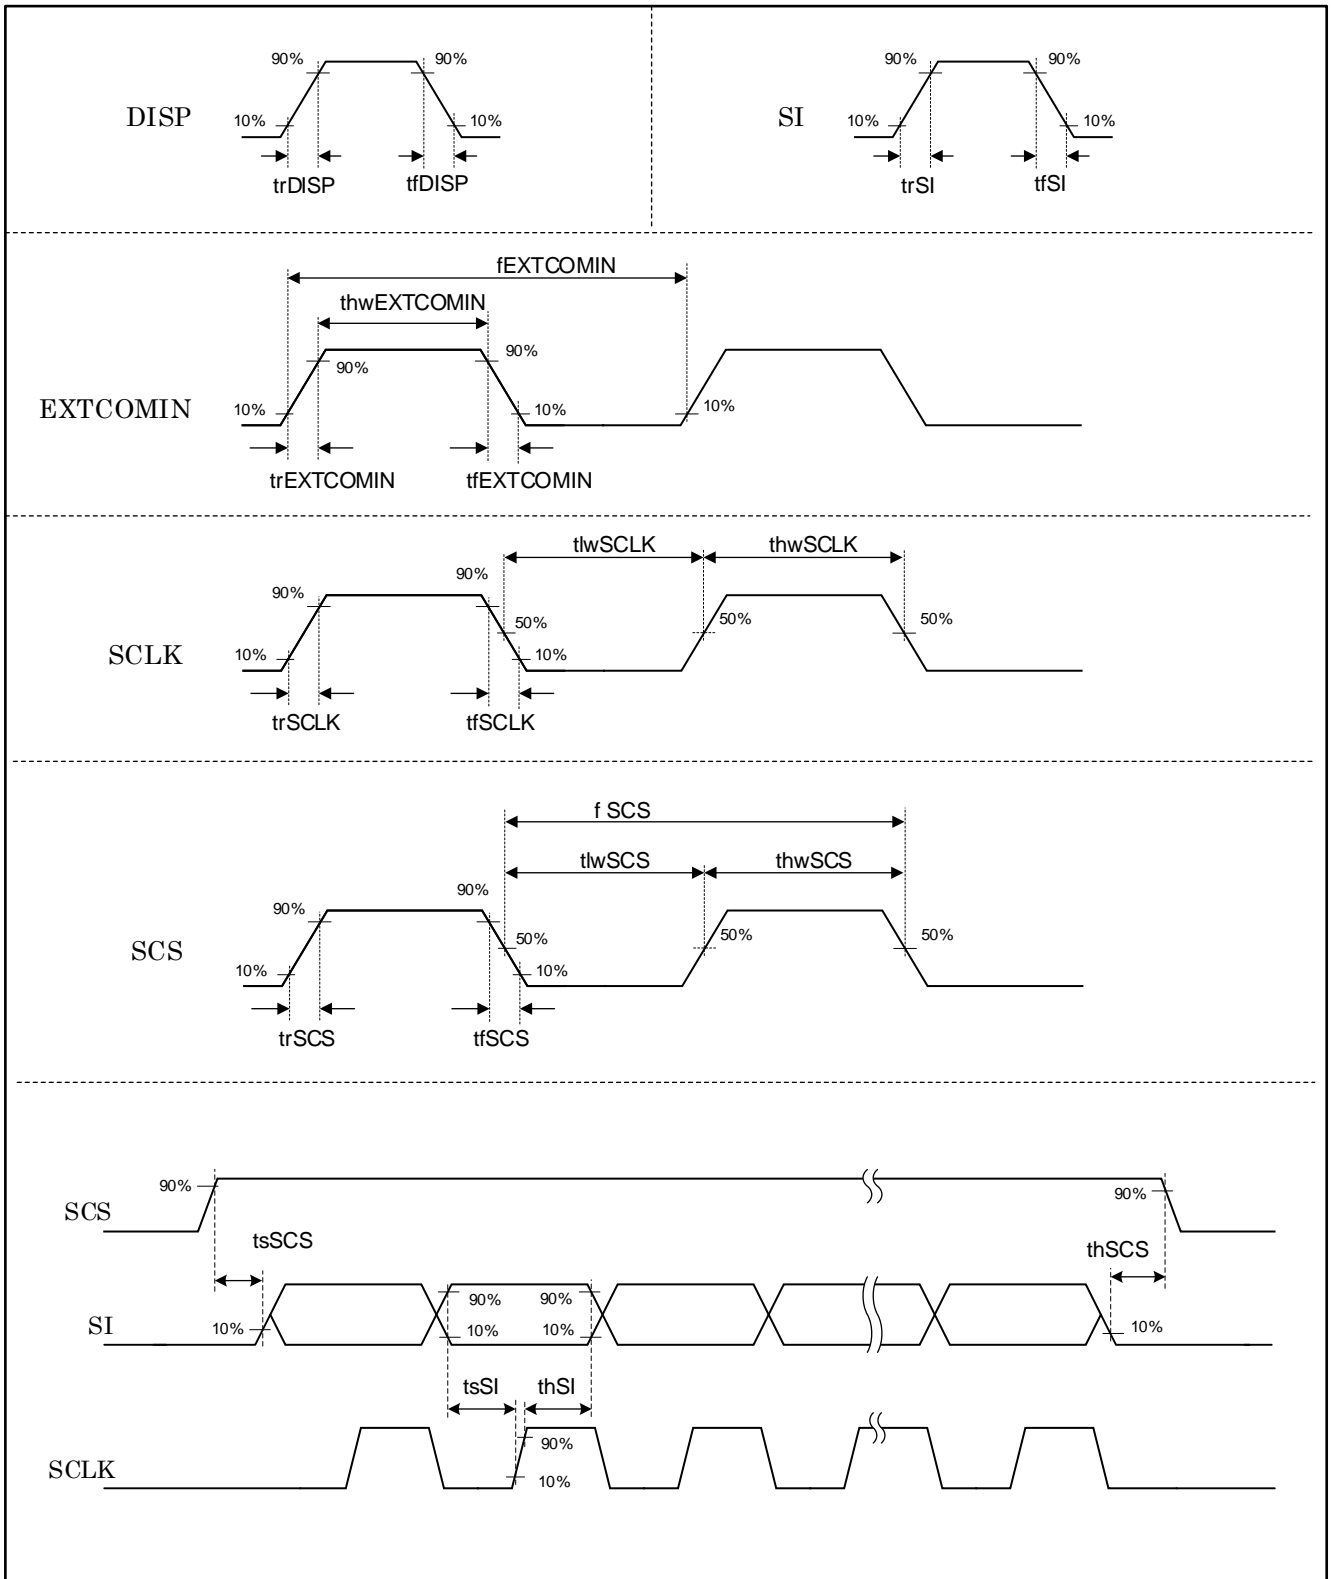 90% 90% 90% 90%
DISP SI
10% 10% 10% 10%
trDISP tfDISP trSI tfSI
fEXTCOMIN
thwEXTCOMIN
90% 90%
EXTCOMIN 10% 10% 10%
trEXTCOMIN tfEXTCOMIN
tlwSCLK thwSCLK
90% 90%
50% 50% 50%
SCLK 10% 10%
trSCLK tfSCLK
f SCS
tlwSCS thwSCS
90% 90%
SCS 50% 50% 50%
10% 10%
trSCS tfSCS
90% 90%
SCS
tsSCS thSCS
90% 90%
SI 10% 10% 10% 10%
tsSI thSI
90%
SCLK 10%